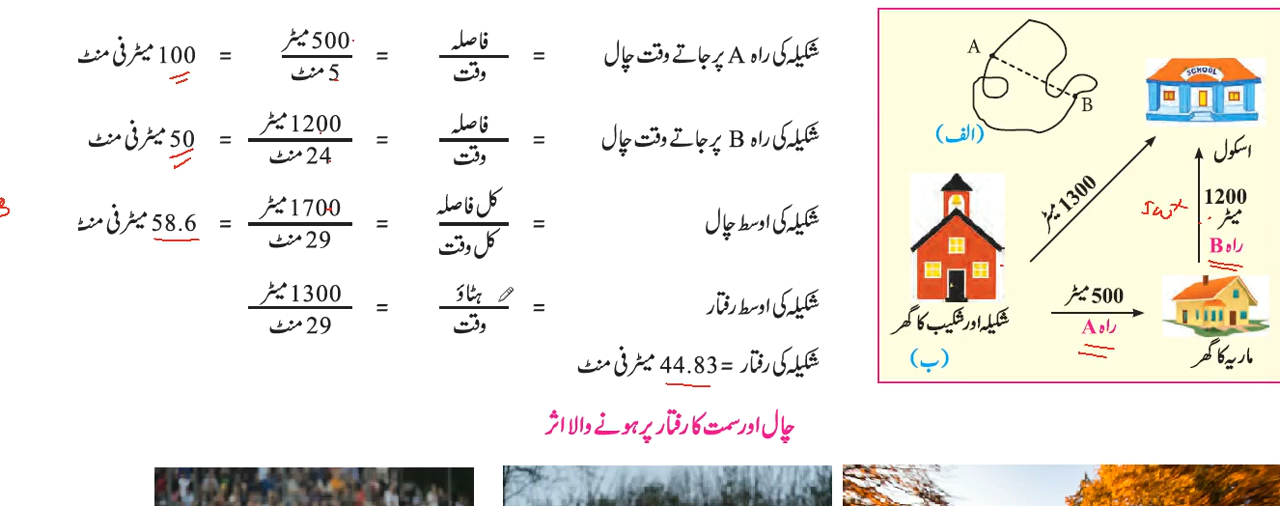 شکیلہ کی راہ A پر جاتے وقت چال = فاصلہ / وقت = 500 میٹر / 5 منٹ = 100 میٹر فی منٹ
شکیلہ کی راہ B پر جاتے وقت چال = فاصلہ / وقت = 1200 میٹر / 24 منٹ = 50 میٹر فی منٹ
شکیلہ کی اوسط چال = کل فاصلہ / کل وقت = 1700 میٹر / 29 منٹ = 58.6 میٹر فی منٹ
شکیلہ کی اوسط رفتار = ہٹاؤ / وقت = 1300 میٹر / 29 منٹ
شکیلہ کی رفتار = 44.83 میٹر فی منٹ
چال اور سمت کا رفتار پر ہونے والا اثر
A
B
(الف)
SCHOOL
اسکول
1300 میٹر
1200
میٹر
راہ B
500 میٹر
راہ A
شکیلہ اور شکیب کا گھر
ماریہ کا گھر
(ب)